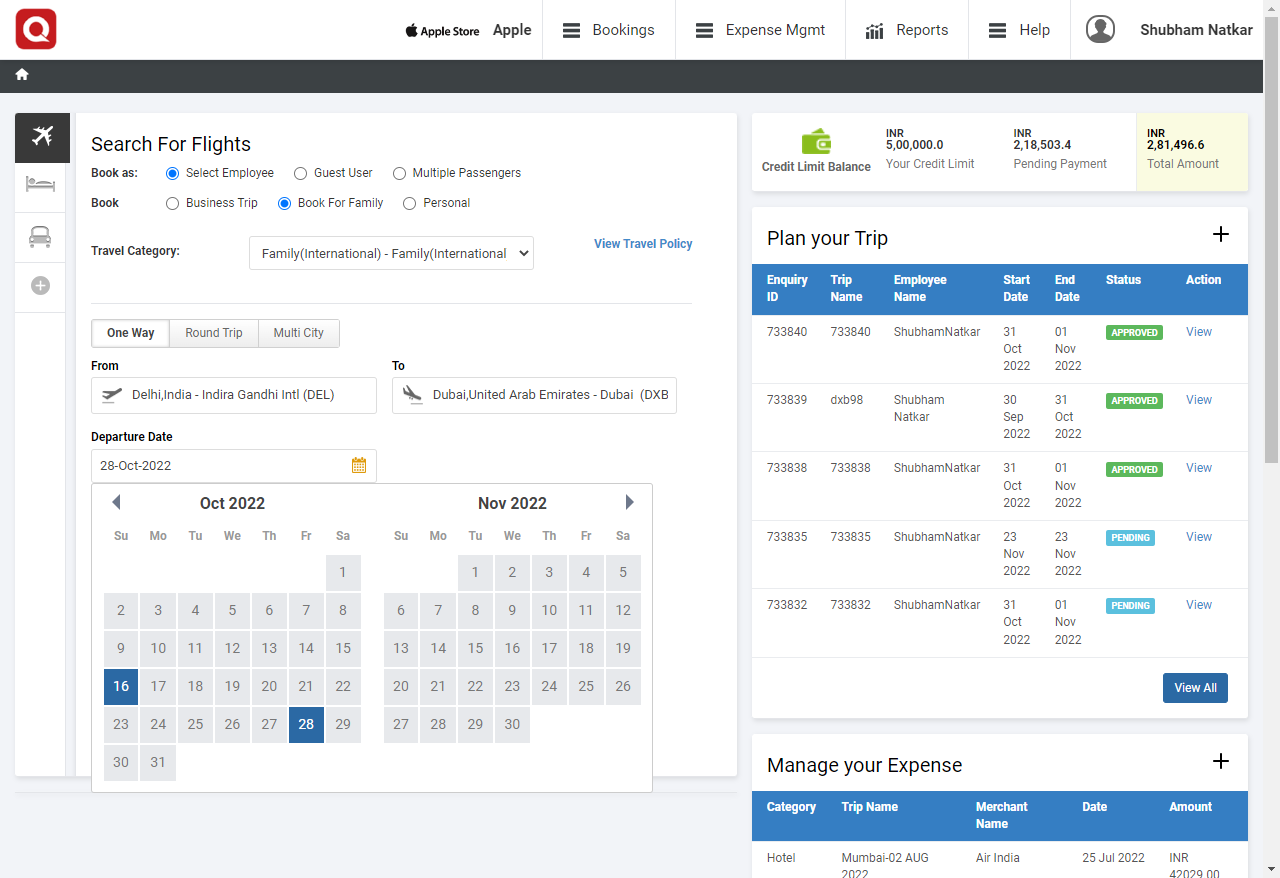 Q
Apple Store Apple Bookings Expense Mgmt Reports Help Shubham Natkar
Search For Flights
Book as: Select Employee Guest User Multiple Passengers
Book Business Trip Book For Family Personal
Travel Category: Family(International) - Family(International View Travel Policy
One Way Round Trip Multi City
From To
Delhi,India - Indira Gandhi Intl (DEL) Dubai,United Arab Emirates - Dubai (DXB
Departure Date
28-Oct-2022
Oct 2022
Su Mo Tu We Th Fr Sa
1
2 3 4 5 6 7 8
9 10 11 12 13 14 15
16 17 18 19 20 21 22
23 24 25 26 27 28 29
30 31
Nov 2022
Su Mo Tu We Th Fr Sa
1 2 3 4 5
6 7 8 9 10 11 12
13 14 15 16 17 18 19
20 21 22 23 24 25 26
27 28 29 30
Credit Limit Balance
INR
5,00,000.0
Your Credit Limit
INR
2,18,503.4
Pending Payment
INR
2,81,496.6
Total Amount
Plan your Trip
Enquiry ID Trip Name Employee Name Start Date End Date Status Action
733840 733840 ShubhamNatkar 31 Oct 2022 01 Nov 2022 APPROVED View
733839 dxb98 Shubham Natkar 30 Sep 2022 31 Oct 2022 APPROVED View
733838 733838 ShubhamNatkar 31 Oct 2022 01 Nov 2022 APPROVED View
733835 733835 ShubhamNatkar 23 Nov 2022 23 Nov 2022 PENDING View
733832 733832 ShubhamNatkar 31 Oct 2022 01 Nov 2022 PENDING View
View All
Manage your Expense
Category Trip Name Merchant Name Date Amount
Hotel Mumbai-02 AUG 2022 Air India 25 Jul 2022 INR 42029.00